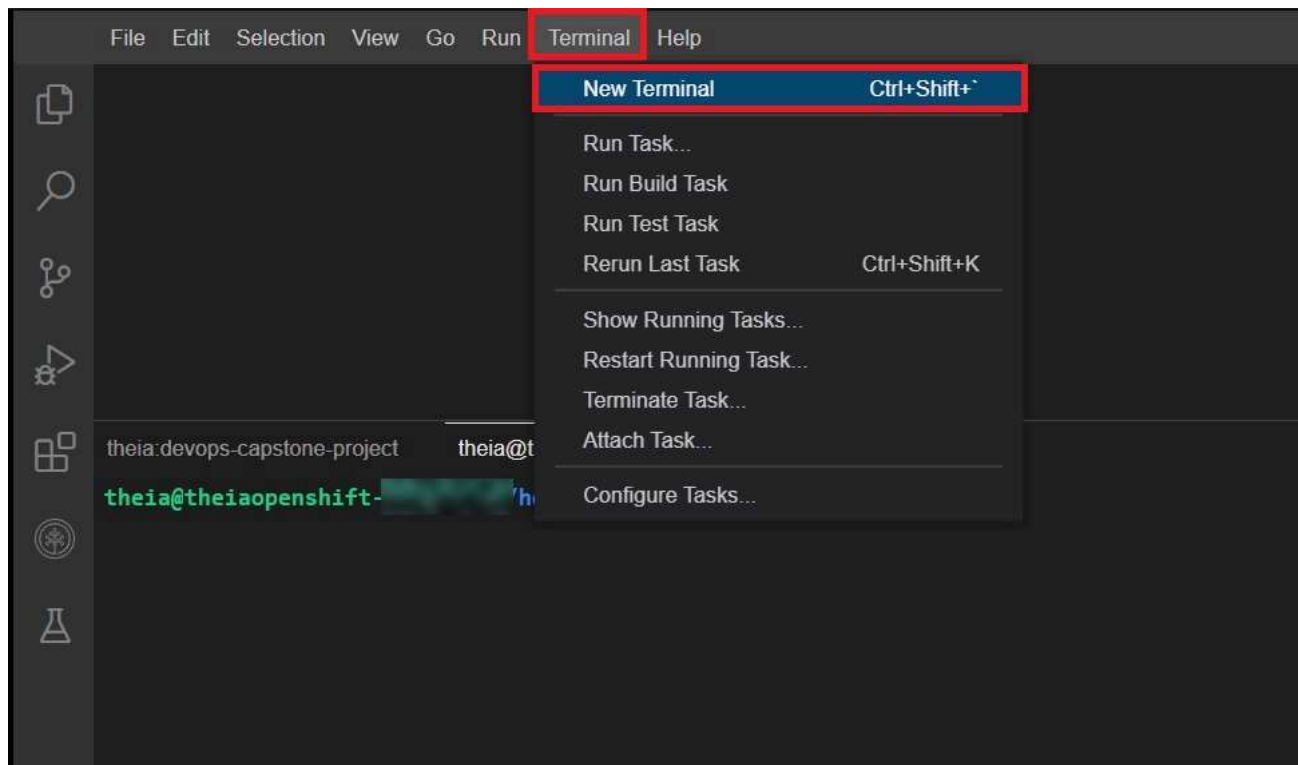 File Edit Selection View Go Run Terminal Help
New Terminal Ctrl+Shift+`
Run Task...
Run Build Task
Run Test Task
Rerun Last Task Ctrl+Shift+K
Show Running Tasks...
Restart Running Task...
Terminate Task...
Attach Task...
Configure Tasks...
theia:devops-capstone-project theia@t
theia@theiaopenshift- /h